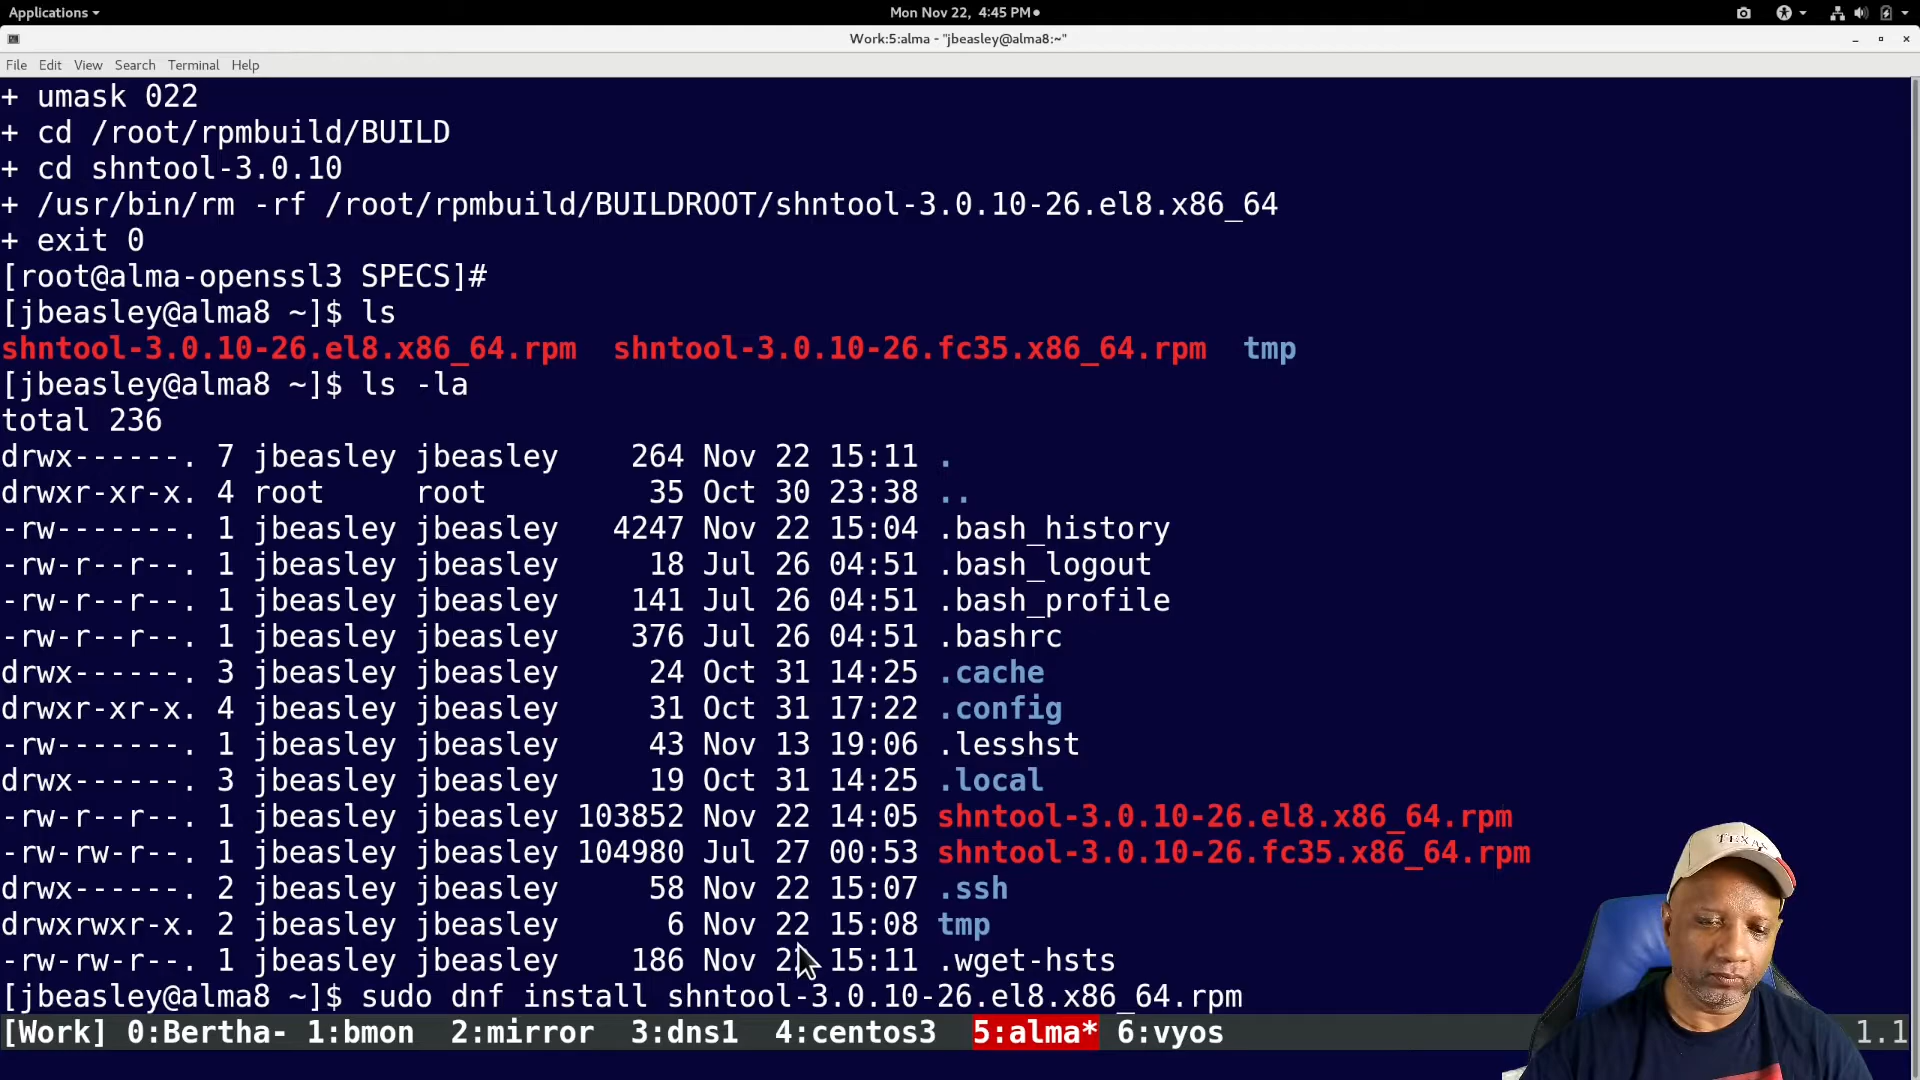 Applications
Mon Nov 22, 4:45 PM
Work:5:alma - "jbeasley@alma8:~"
File Edit View Search Terminal Help
+ umask 022
+ cd /root/rpmbuild/BUILD
+ cd shntool-3.0.10
+ /usr/bin/rm -rf /root/rpmbuild/BUILDROOT/shntool-3.0.10-26.el8.x86_64
+ exit 0
[root@alma-openssl3 SPECS]#
[jbeasley@alma8 ~]$ ls
shntool-3.0.10-26.el8.x86_64.rpm shntool-3.0.10-26.fc35.x86_64.rpm tmp
[jbeasley@alma8 ~]$ ls -la
total 236
drwx------. 7 jbeasley jbeasley 264 Nov 22 15:11 .
drwxr-xr-x. 4 root root 35 Oct 30 23:38 ..
-rw-------. 1 jbeasley jbeasley 4247 Nov 22 15:04 .bash_history
-rw-r--r--. 1 jbeasley jbeasley 18 Jul 26 04:51 .bash_logout
-rw-r--r--. 1 jbeasley jbeasley 141 Jul 26 04:51 .bash_profile
-rw-r--r--. 1 jbeasley jbeasley 376 Jul 26 04:51 .bashrc
drwx------. 3 jbeasley jbeasley 24 Oct 31 14:25 .cache
drwxr-xr-x. 4 jbeasley jbeasley 31 Oct 31 17:22 .config
-rw-------. 1 jbeasley jbeasley 43 Nov 13 19:06 .lesshst
drwx------. 3 jbeasley jbeasley 19 Oct 31 14:25 .local
-rw-r--r--. 1 jbeasley jbeasley 103852 Nov 22 14:05 shntool-3.0.10-26.el8.x86_64.rpm
-rw-rw-r--. 1 jbeasley jbeasley 104980 Jul 27 00:53 shntool-3.0.10-26.fc35.x86_64.rpm
drwx------. 2 jbeasley jbeasley 58 Nov 22 15:07 .ssh
drwxrwxr-x. 2 jbeasley jbeasley 6 Nov 22 15:08 tmp
-rw-rw-r--. 1 jbeasley jbeasley 186 Nov 22 15:11 .wget-hsts
[jbeasley@alma8 ~]$ sudo dnf install shntool-3.0.10-26.el8.x86_64.rpm
[Work] 0:Bertha- 1:bmon 2:mirror 3:dns1 4:centos3 5:alma* 6:vyos 1.1